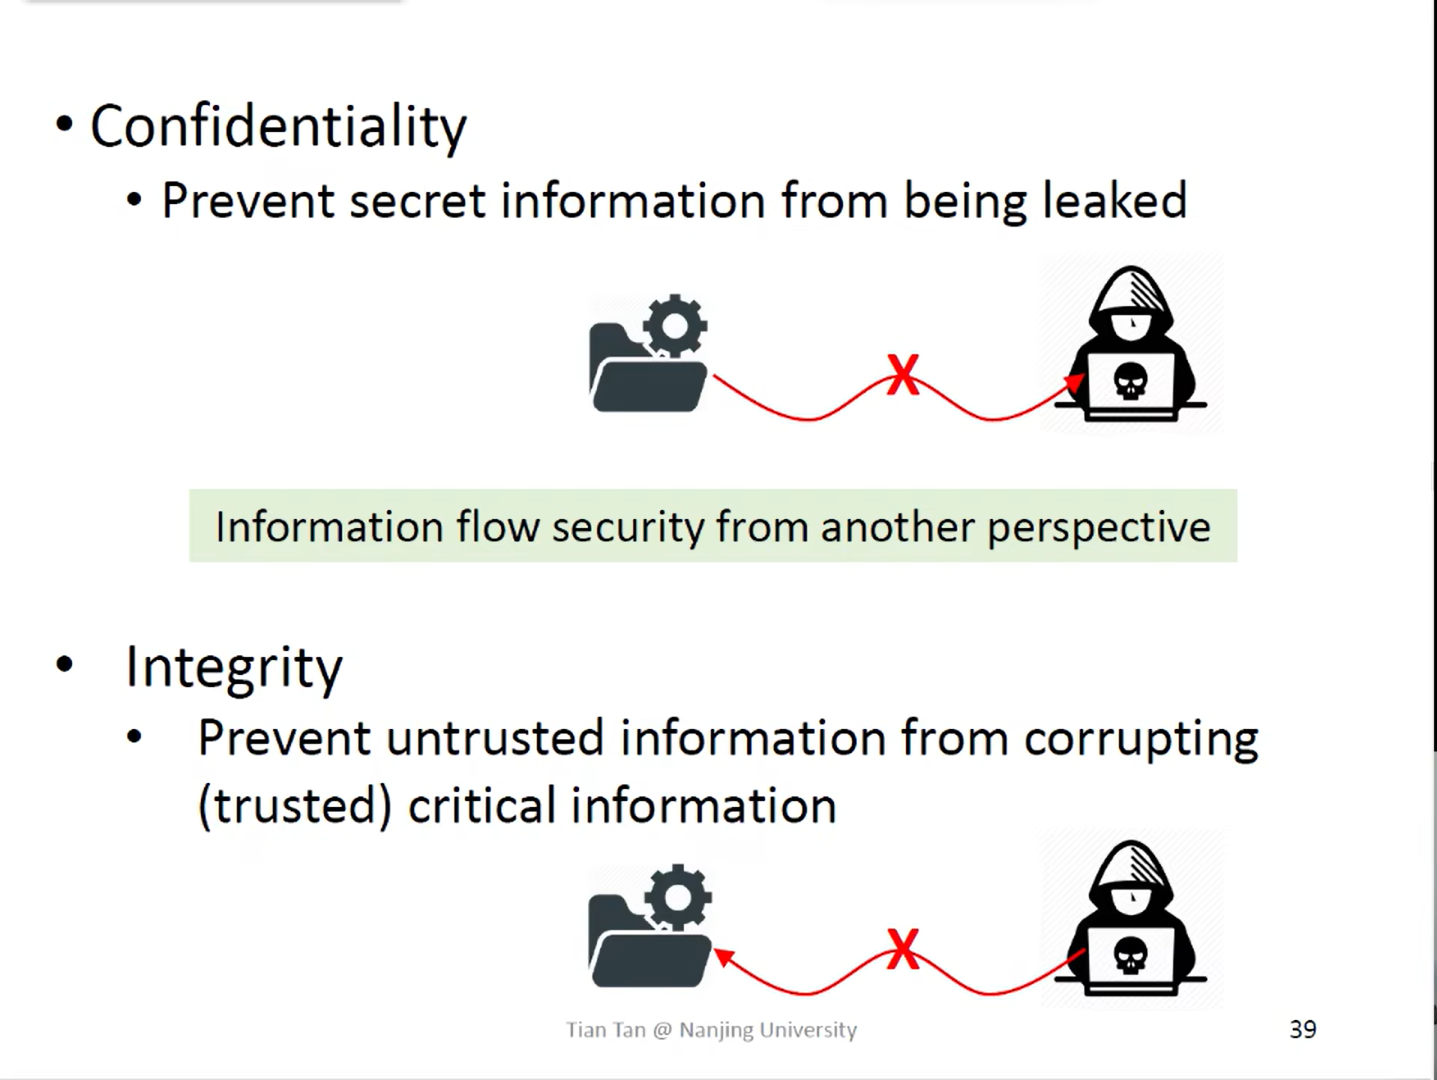 • Confidentiality
• Prevent secret information from being leaked
X
Information flow security from another perspective
• Integrity
• Prevent untrusted information from corrupting
(trusted) critical information
X
Tian Tan @ Nanjing University
39